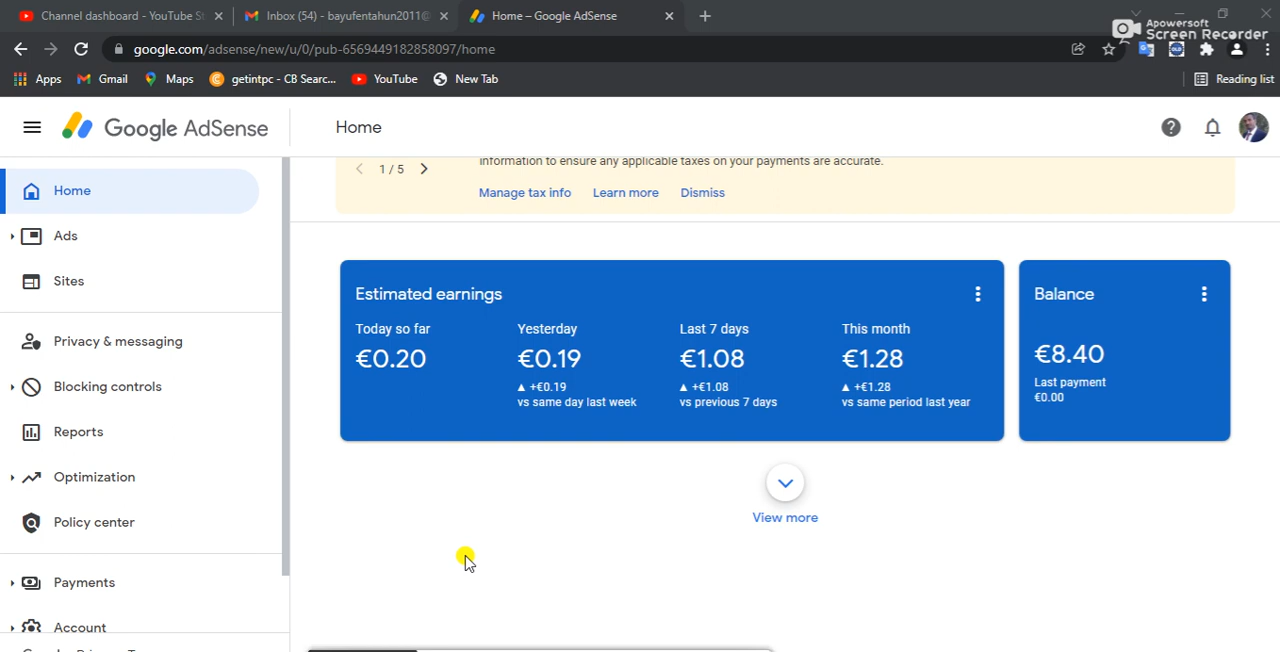 Channel dashboard - YouTube St
Inbox (54) - bayufentahun2011@
Home – Google AdSense
Apowersoft
Screen Recorder
google.com/adsense/new/u/0/pub-6569449182858097/home
Apps
Gmail
Maps
getintpc - CB Searc...
YouTube
New Tab
Reading list
Google AdSense
Home
information to ensure any applicable taxes on your payments are accurate.
1 / 5
Manage tax info Learn more Dismiss
Home
Ads
Sites
Privacy & messaging
Blocking controls
Reports
Optimization
Policy center
Payments
Account
Estimated earnings
Today so far
€0.20
Yesterday
€0.19
▲ +€0.19
vs same day last week
Last 7 days
€1.08
▲ +€1.08
vs previous 7 days
This month
€1.28
▲ +€1.28
vs same period last year
Balance
€8.40
Last payment
€0.00
View more